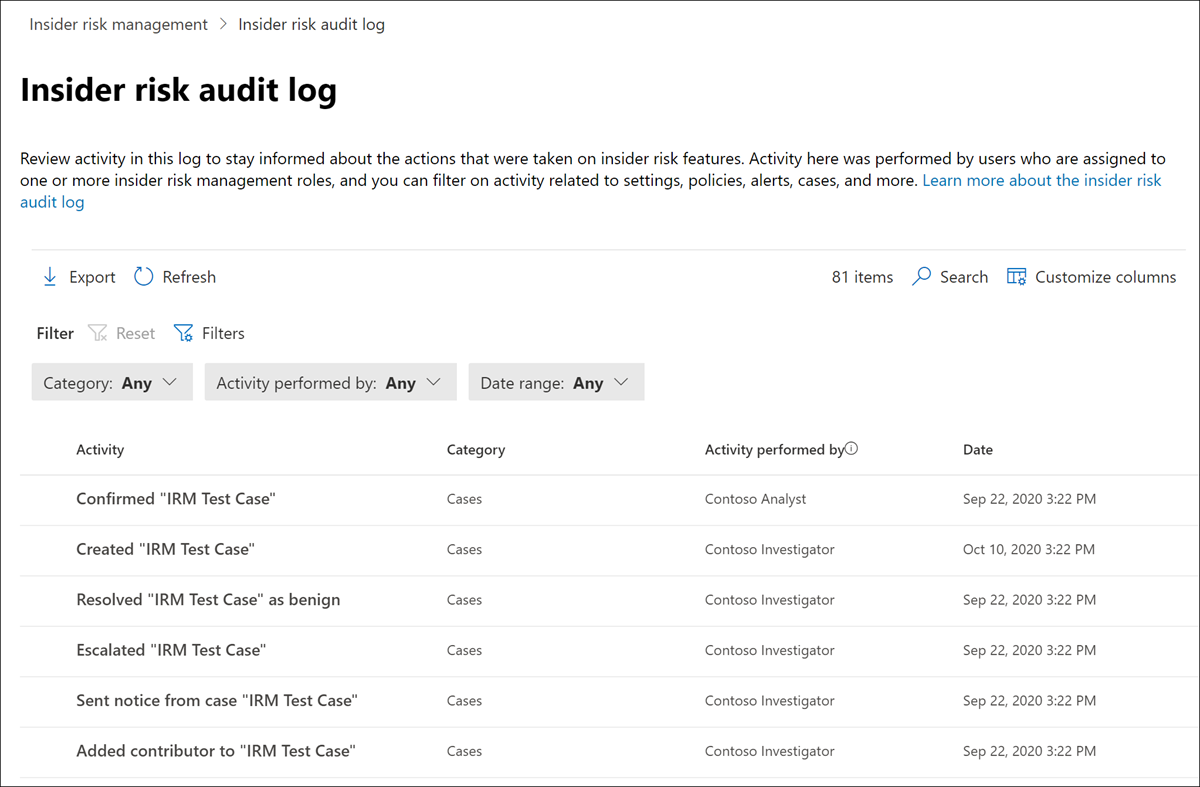 Insider risk management > Insider risk audit log
Insider risk audit log
Review activity in this log to stay informed about the actions that were taken on insider risk features. Activity here was performed by users who are assigned to
one or more insider risk management roles, and you can filter on activity related to settings, policies, alerts, cases, and more. Learn more about the insider risk
audit log
Export Refresh 81 items Search Customize columns
Filter Reset Filters
Category: Any Activity performed by: Any Date range: Any
Activity Category Activity performed by Date
Confirmed "IRM Test Case" Cases Contoso Analyst Sep 22, 2020 3:22 PM
Created "IRM Test Case" Cases Contoso Investigator Oct 10, 2020 3:22 PM
Resolved "IRM Test Case" as benign Cases Contoso Investigator Sep 22, 2020 3:22 PM
Escalated "IRM Test Case" Cases Contoso Investigator Sep 22, 2020 3:22 PM
Sent notice from case "IRM Test Case" Cases Contoso Investigator Sep 22, 2020 3:22 PM
Added contributor to "IRM Test Case" Cases Contoso Investigator Sep 22, 2020 3:22 PM